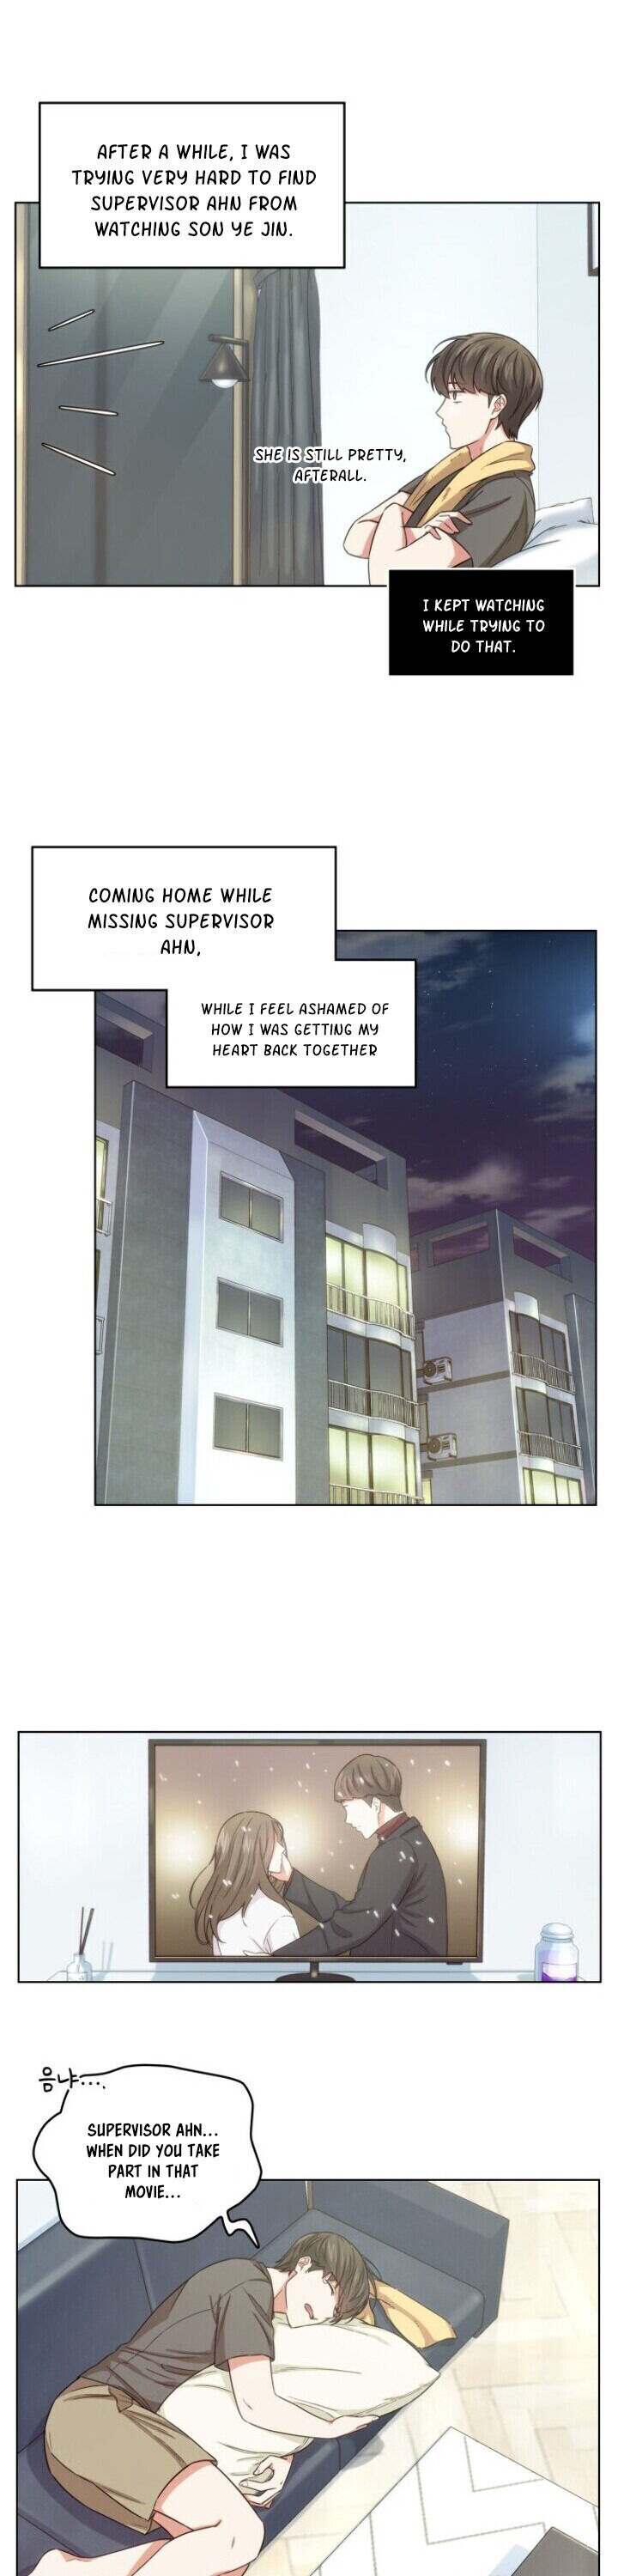 AFTER A WHILE, I WAS
TRYING VERY HARD TO FIND
SUPERVISOR AHN FROM
WATCHING SON YE JIN.
SHE IS STILL PRETTY,
AFTERALL.
I KEPT WATCHING
WHILE TRYING TO
DO THAT.
COMING HOME WHILE
MISSING SUPERVISOR
AHN,
WHILE I FEEL ASHAMED OF
HOW I WAS GETTING MY
HEART BACK TOGETHER
음냐...
SUPERVISOR AHN...
WHEN DID YOU TAKE
PART IN THAT
MOVIE...